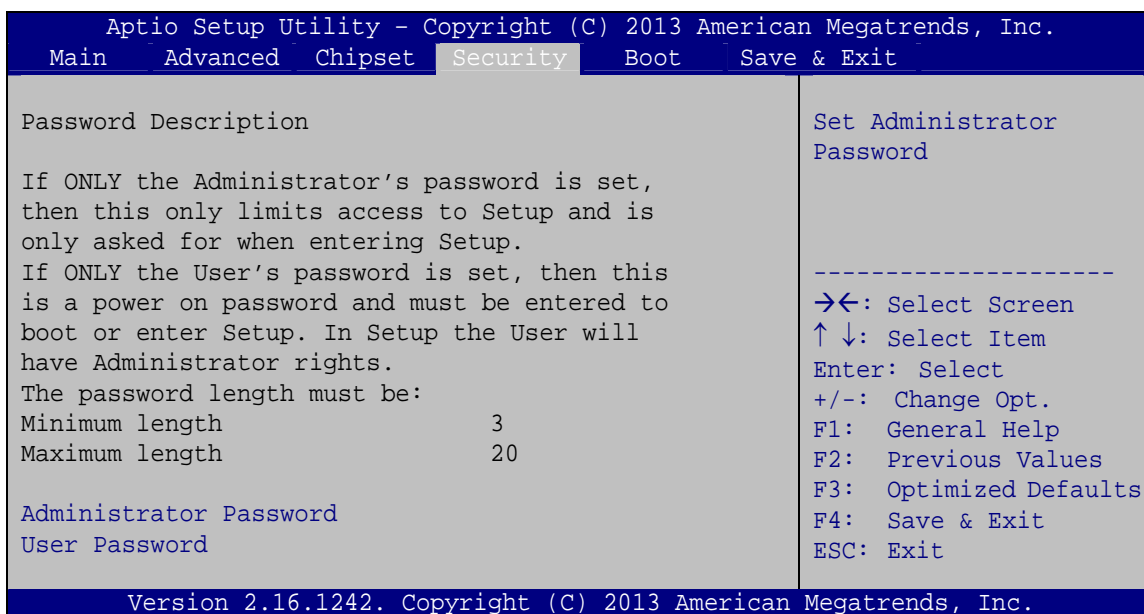 Aptio Setup Utility – Copyright (C) 2013 American Megatrends, Inc.
Main Advanced Chipset Security Boot Save & Exit
Password Description
If ONLY the Administrator’s password is set,
then this only limits access to Setup and is
only asked for when entering Setup.
If ONLY the User’s password is set, then this
is a power on password and must be entered to
boot or enter Setup. In Setup the User will
have Administrator rights.
The password length must be:
Minimum length 3
Maximum length 20
Administrator Password
User Password
Set Administrator
Password
---------------------
→←: Select Screen
↑ ↓: Select Item
Enter: Select
+/-: Change Opt.
F1: General Help
F2: Previous Values
F3: Optimized Defaults
F4: Save & Exit
ESC: Exit
Version 2.16.1242. Copyright (C) 2013 American Megatrends, Inc.